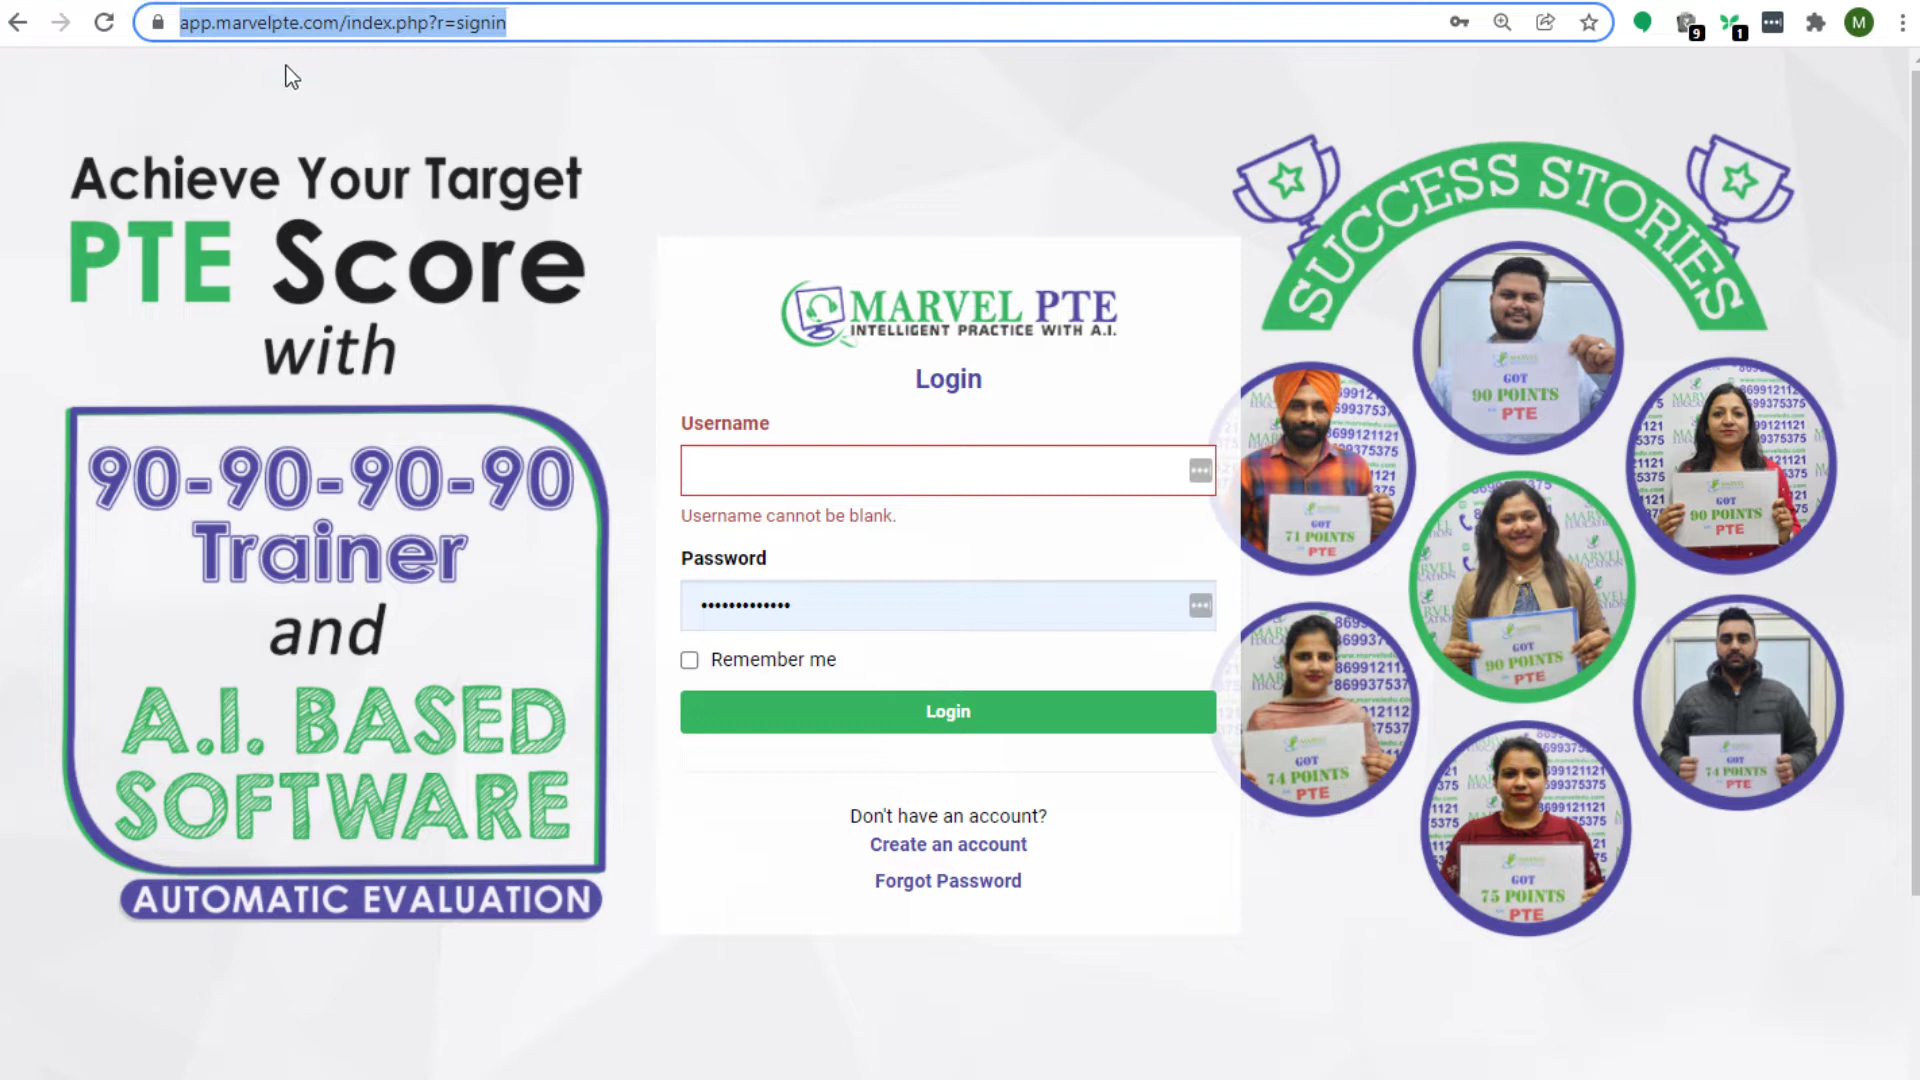 app.marvelpte.com/index.php?r=signin
9
1
M
Achieve Your Target
PTE Score
with
90-90-90-90
Trainer
and
A.I. BASED
SOFTWARE
AUTOMATIC EVALUATION
MARVEL PTE
INTELLIGENT PRACTICE WITH A.I.
Login
Username
Username cannot be blank.
Password
Remember me
Login
Don't have an account?
Create an account
Forgot Password
SUCCESS STORIES
GOT
90 POINTS
PTE
GOT
71 POINTS
PTE
GOT
90 POINTS
PTE
GOT
90 POINTS
PTE
GOT
74 POINTS
PTE
GOT
74 POINTS
PTE
GOT
75 POINTS
PTE